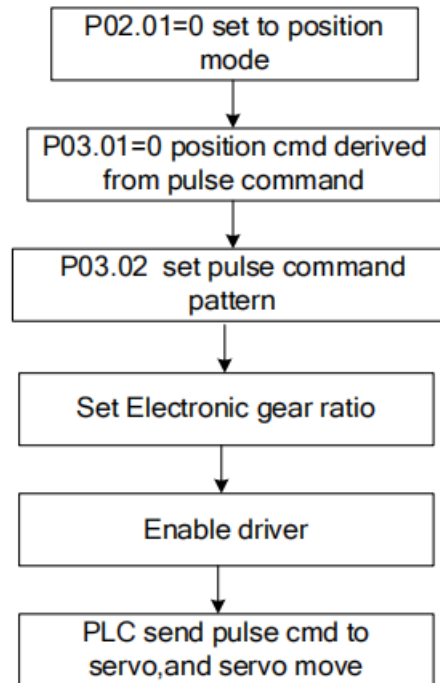 P02.01=0 set to position
mode
P03.01=0 position cmd derived
from pulse command
P03.02  set pulse command
pattern
Set Electronic gear ratio
Enable driver
PLC send pulse cmd to
servo,and servo move